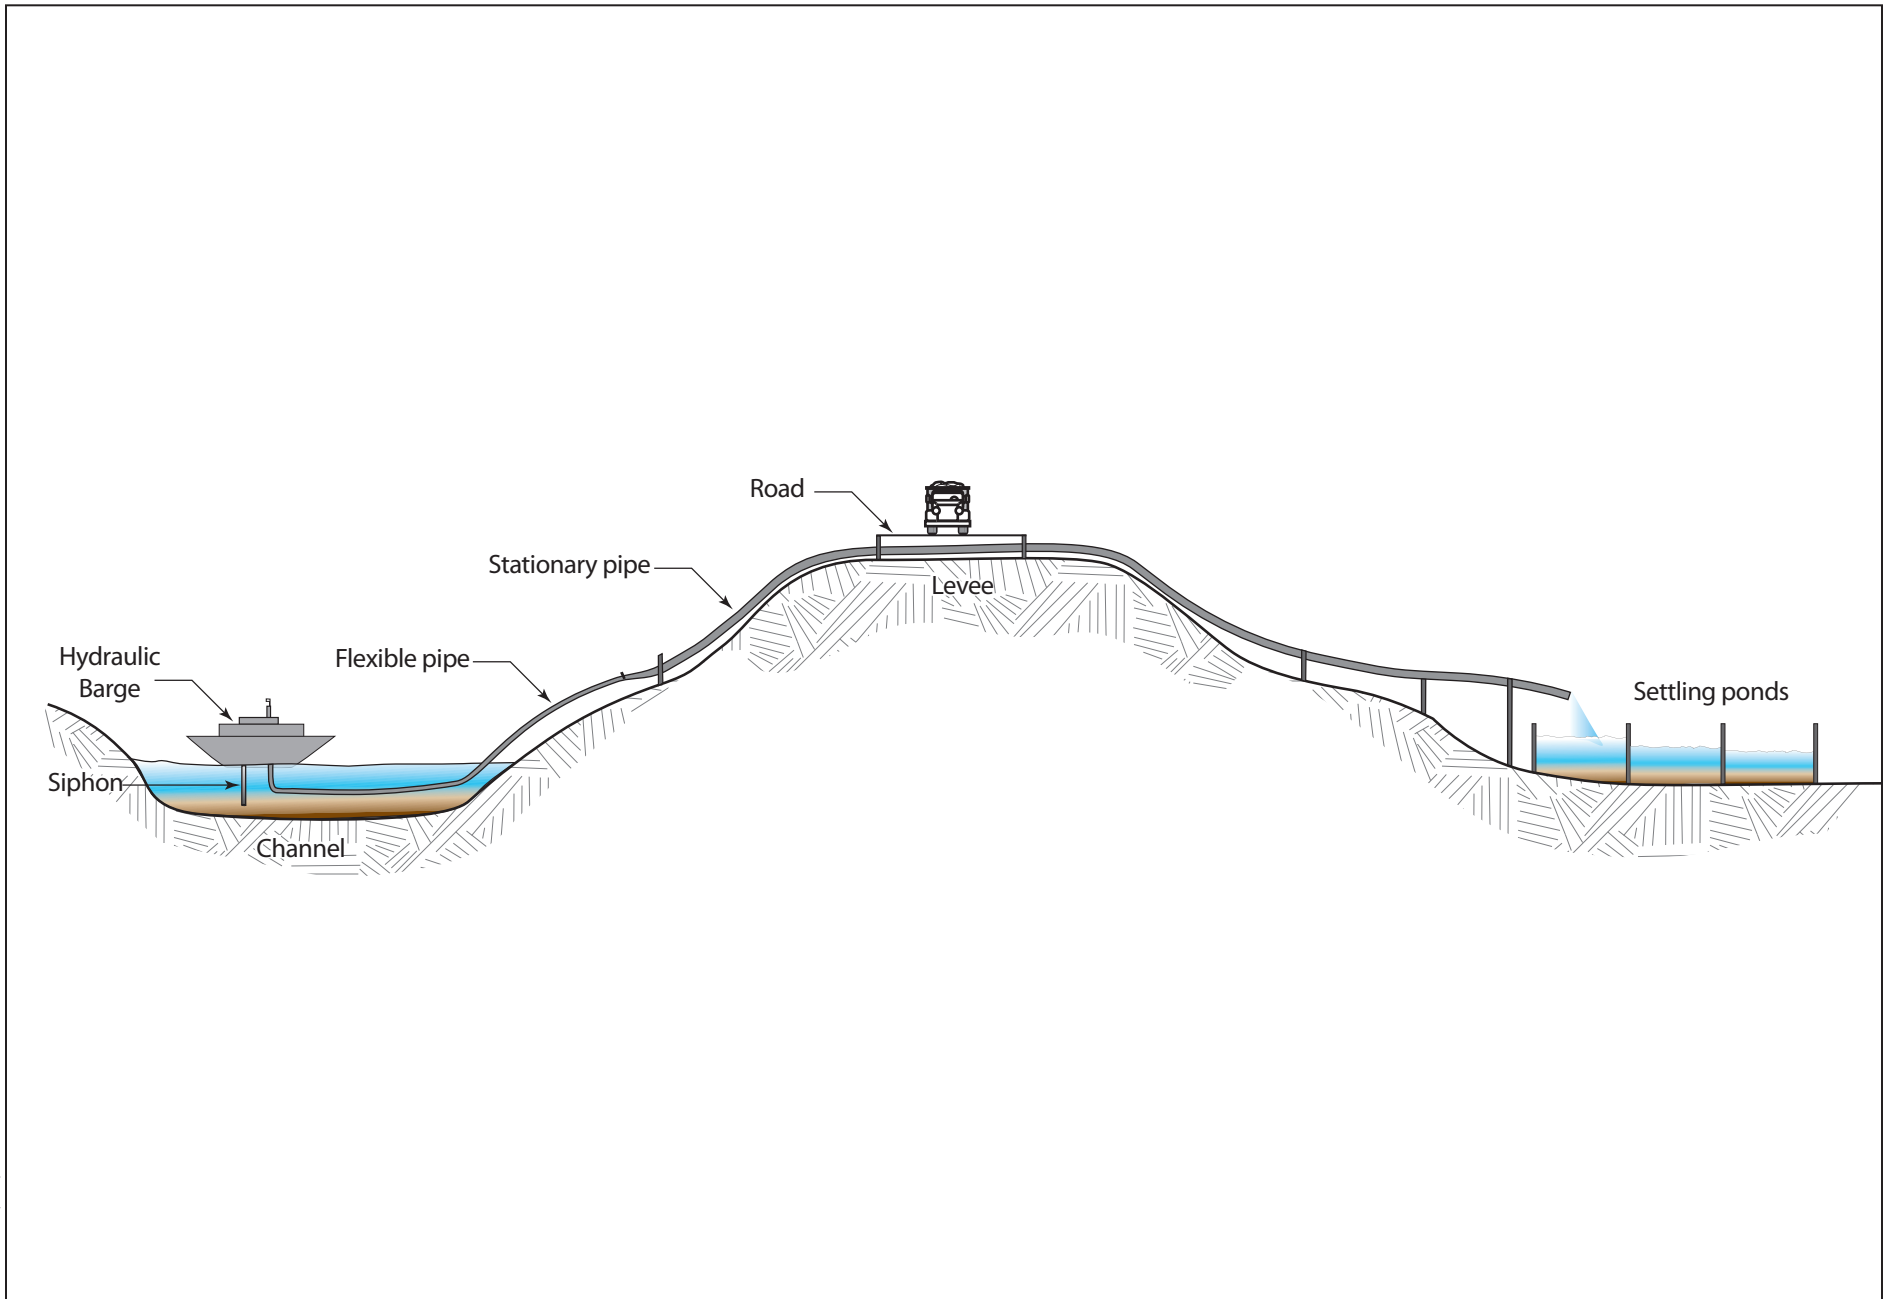 Road
Stationary pipe
Levee
Flexible pipe
Hydraulic
Barge
Settling ponds
Siphon
Channel